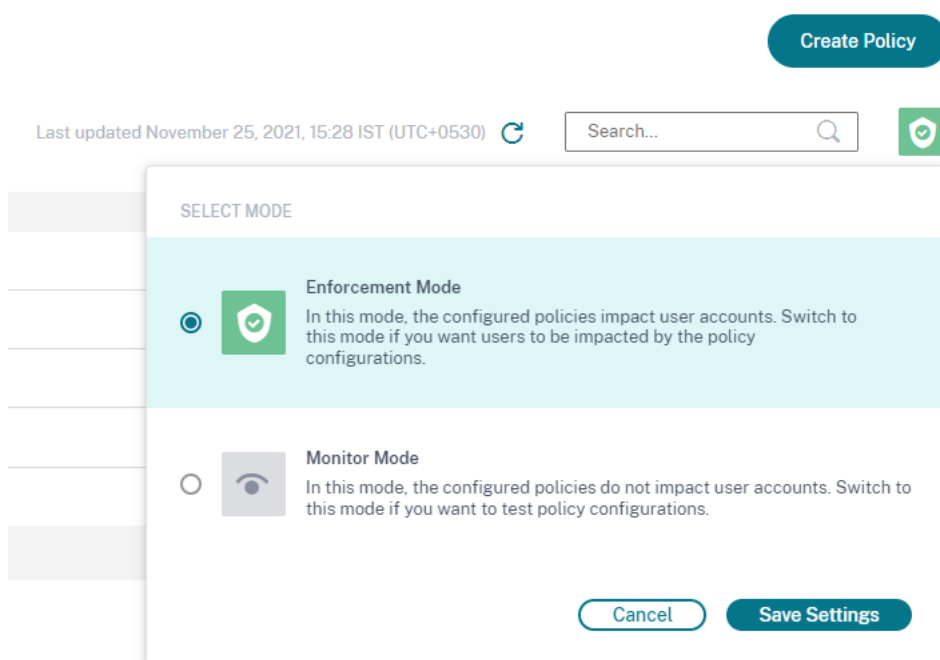 Create Policy
Last updated November 25, 2021, 15:28 IST (UTC+0530)
Search...
SELECT MODE
Enforcement Mode
In this mode, the configured policies impact user accounts. Switch to
this mode if you want users to be impacted by the policy
configurations.
Monitor Mode
In this mode, the configured policies do not impact user accounts. Switch to
this mode if you want to test policy configurations.
Cancel
Save Settings